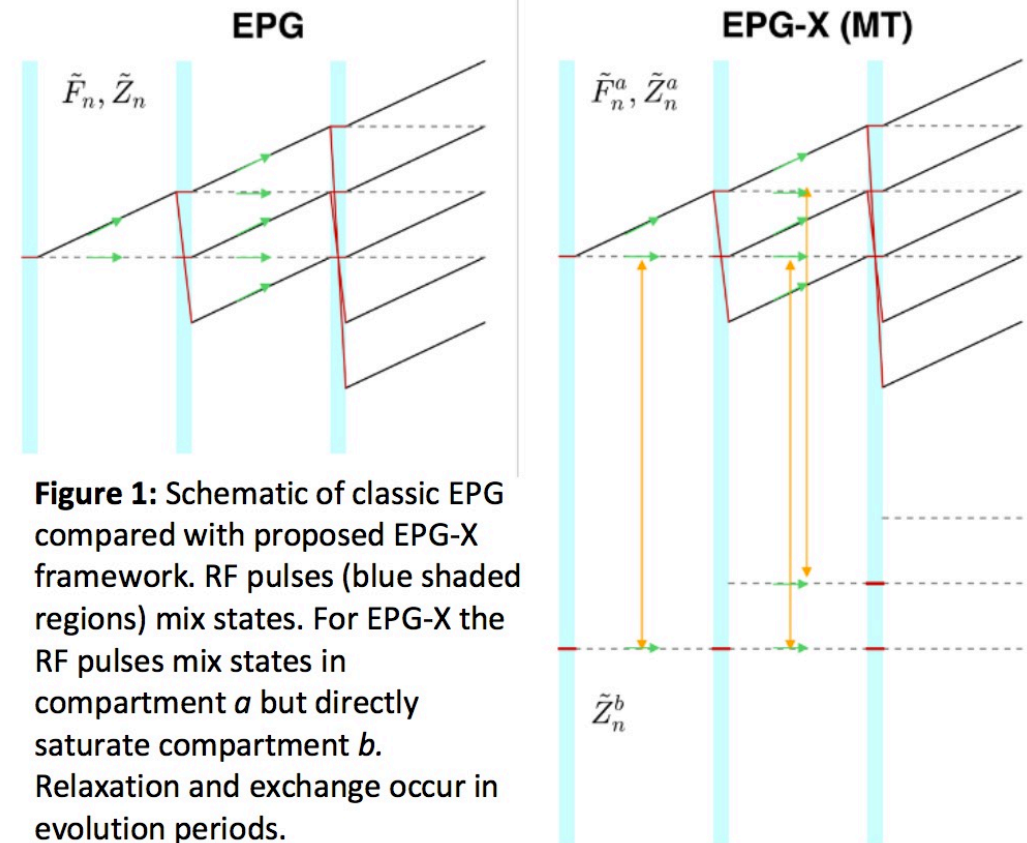 EPG
EPG-X (MT)
F̃ₙ, Z̃ₙ
F̃ₙᵃ, Z̃ₙᵃ
Figure 1: Schematic of classic EPG
compared with proposed EPG-X
framework. RF pulses (blue shaded
regions) mix states. For EPG-X the
RF pulses mix states in
compartment a but directly
saturate compartment b.
Relaxation and exchange occur in
evolution periods.
Z̃ₙᵇ